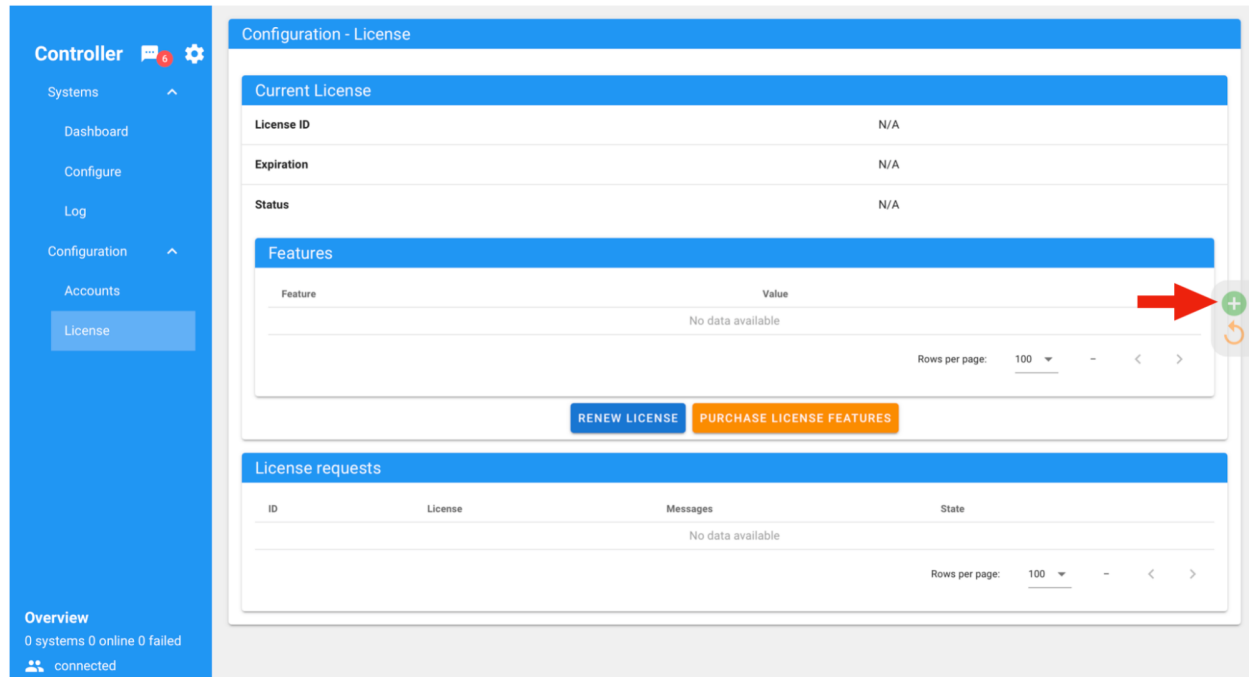 Controller 6
Systems
Dashboard
Configure
Log
Configuration
Accounts
License
Overview
0 systems 0 online 0 failed
connected
Configuration - License
Current License
License ID N/A
Expiration N/A
Status N/A
Features
Feature Value
No data available
Rows per page: 100 –
RENEW LICENSE PURCHASE LICENSE FEATURES
License requests
ID License Messages State
No data available
Rows per page: 100 –